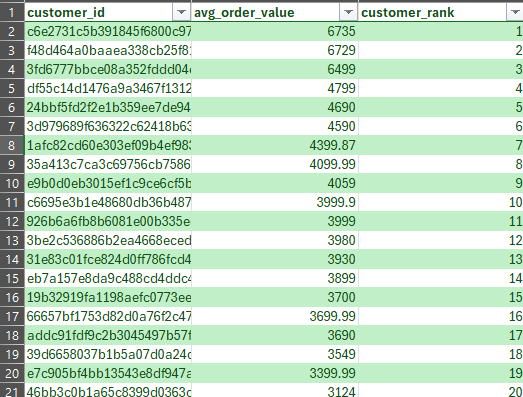 1 customer_id avg_order_value customer_rank
2 c6e2731c5b391845f6800c97 6735 1
3 f48d464a0baaea338cb25f8 6729 2
4 3fd6777bbce08a352fddd04 6499 3
5 df55c14d1476a9a3467f1312 4799 4
6 24bbf5fd2f2e1b359ee7de94 4690 5
7 3d979689f636322c62418b63 4590 6
8 1afc82cd60e303ef09b4ef98 4399.87 7
9 35a413c7ca3c69756cb7586 4099.99 8
10 e9b0d0eb3015ef1c9ce6cf5b 4059 9
11 c6695e3b1e48680db36b487 3999.9 10
12 926b6a6fb8b6081e00b335e 3999 11
13 3be2c536886b2ea4668eced 3980 12
14 31e83c01fce824d0ff786fcd4 3930 13
15 eb7a157e8da9c488cd4ddc4 3899 14
16 19b32919fa1198aefc0773ee 3700 15
17 66657bf1753d82d0a76f2c47 3699.99 16
18 addc91fdf9c2b3045497b57f 3690 17
19 39d6658037b1b5a07d0a24c 3549 18
20 e7c905bf4bb13543e8df947a 3399.99 19
21 46bb3c0b1a65c8399d0363c 3124 20